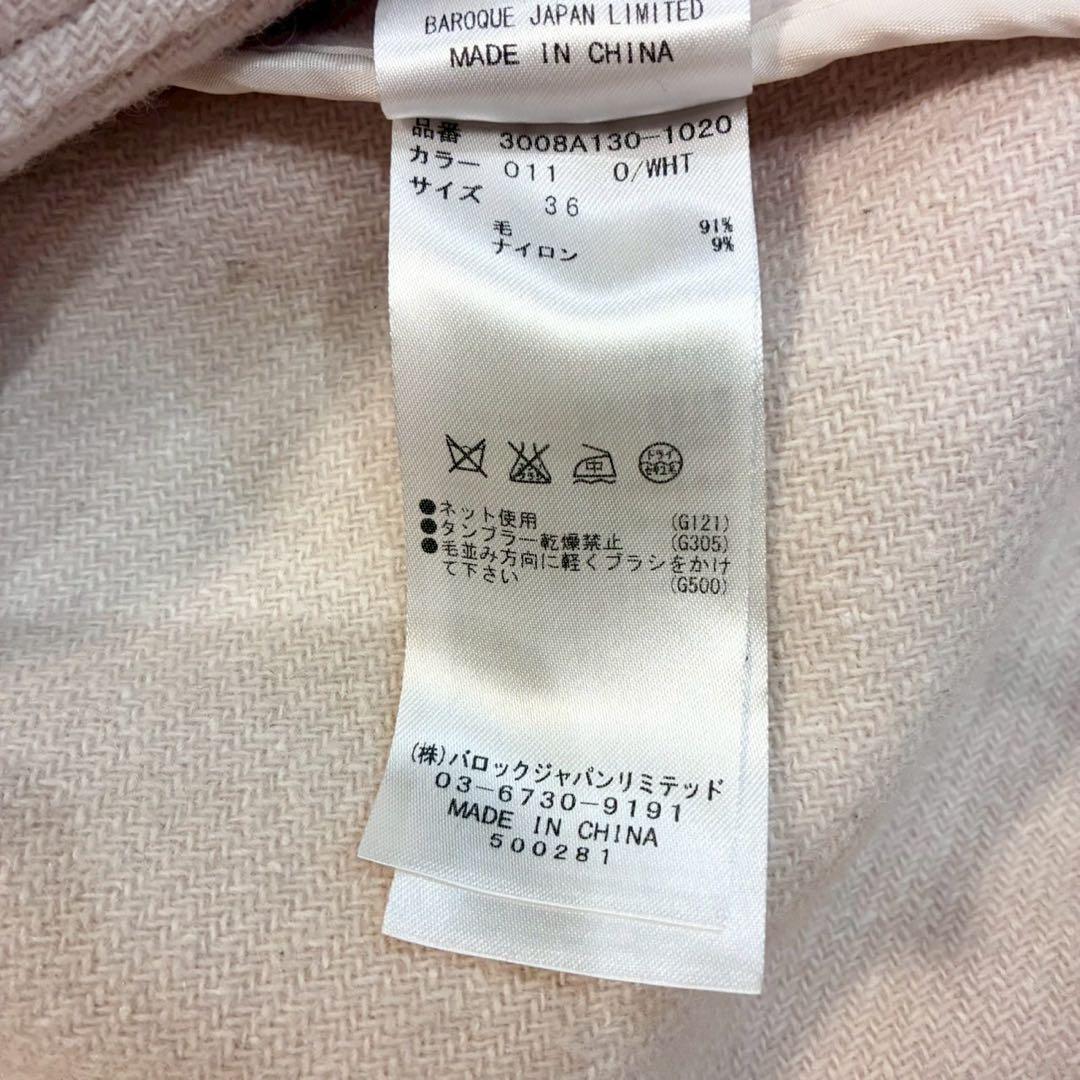 BAROQUE JAPAN LIMITED
MADE IN CHINA
品番 3008A130-1020
カラー 011 O/WHT
サイズ 36
毛 91%
ナイロン 9%
中
ドライ
●ネット使用 (G121)
●タンブラー乾燥禁止 (G305)
●毛並み方向に軽くブラシをかけ
て下さい (G500)
(株)バロックジャパンリミテッド
03-6730-9191
MADE IN CHINA
500281